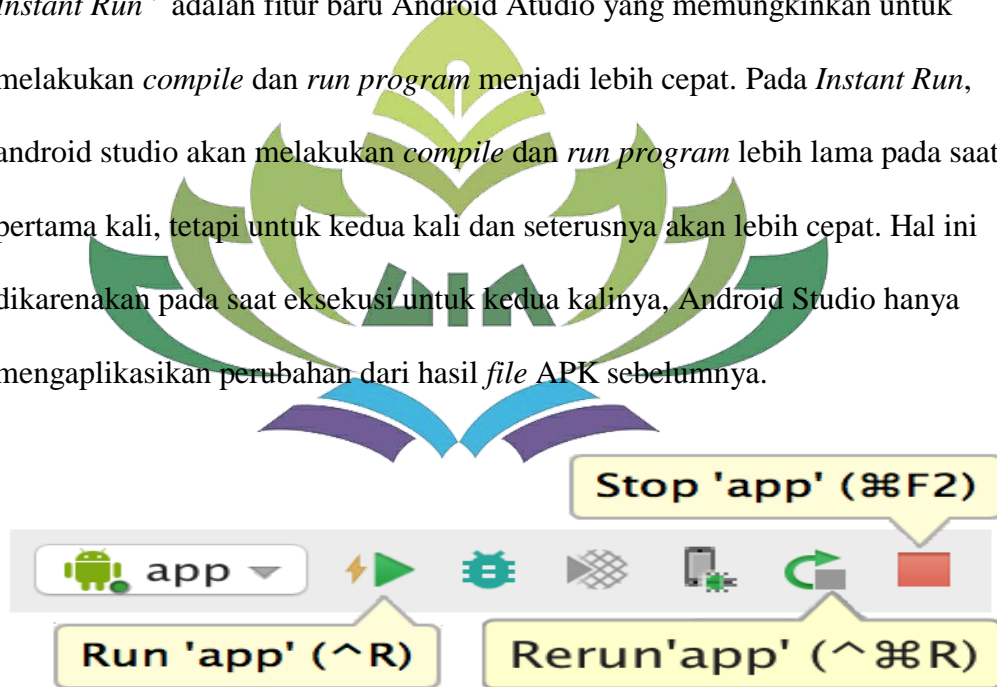 Instant Run" adalah fitur baru Android Atudio yang memungkinkan untuk
melakukan compile dan run program menjadi lebih cepat. Pada Instant Run,
android studio akan melakukan compile dan run program lebih lama pada saat
pertama kali, tetapi untuk kedua kali dan seterusnya akan lebih cepat. Hal ini
dikarenakan pada saat eksekusi untuk kedua kalinya, Android Studio hanya
mengaplikasikan perubahan dari hasil file APK sebelumnya.
Stop 'app' (⌘F2)
app
Run 'app' (^R)
Rerun'app' (^⌘R)